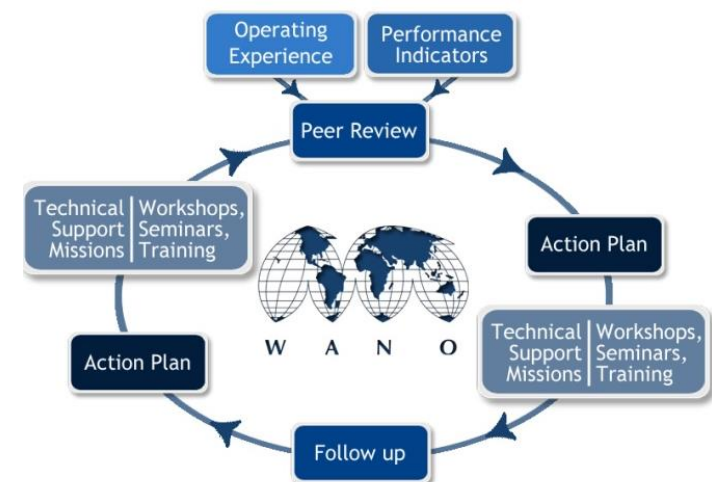 Operating
Experience
Performance
Indicators
Peer Review
Technical
Support
Missions
Workshops,
Seminars,
Training
Action Plan
W A N O
Action Plan
Technical
Support
Missions
Workshops,
Seminars,
Training
Follow up